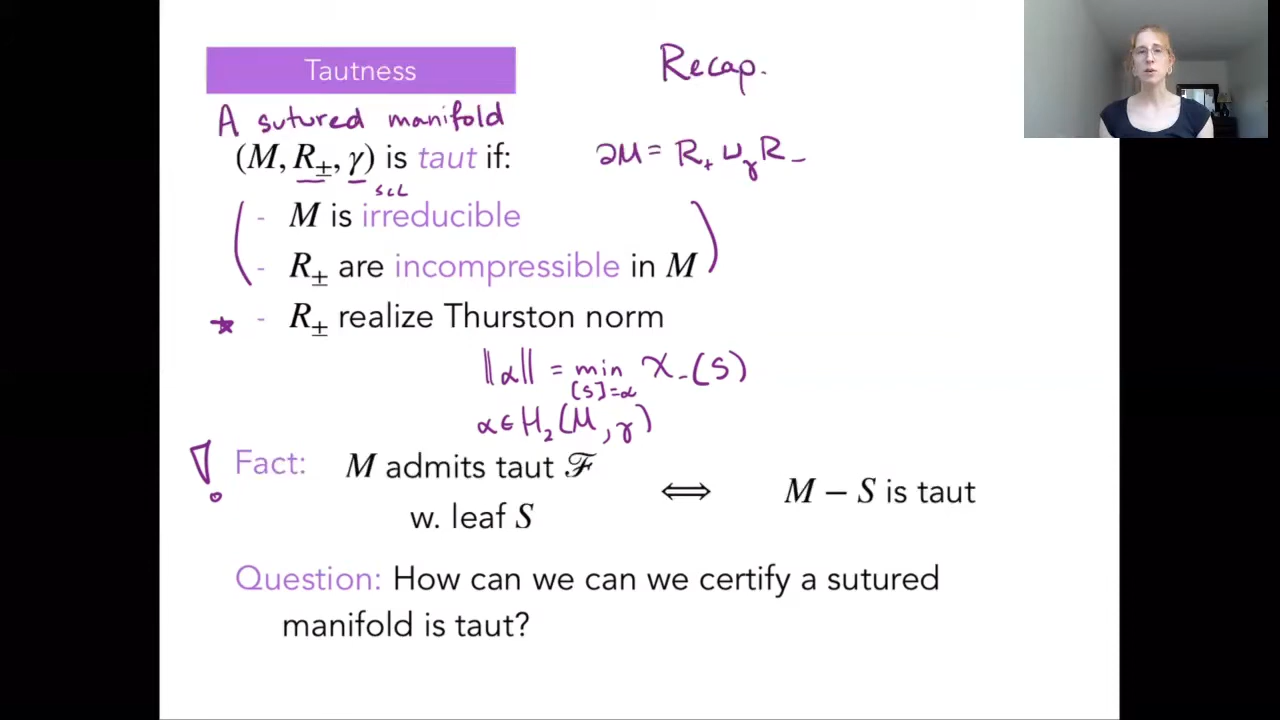 Tautness
Recap.
A sutured manifold
(M, R±, γ) is taut if:
∂M = R₊ ∪ᵧ R₋
scl
- M is irreducible
- R± are incompressible in M
- R± realize Thurston norm
‖α‖ = min χ₋(S)
[S]=α
α ∈ H₂(M, γ)
! Fact: M admits taut ℱ
w. leaf S
⟺ M − S is taut
Question: How can we can we certify a sutured
manifold is taut?